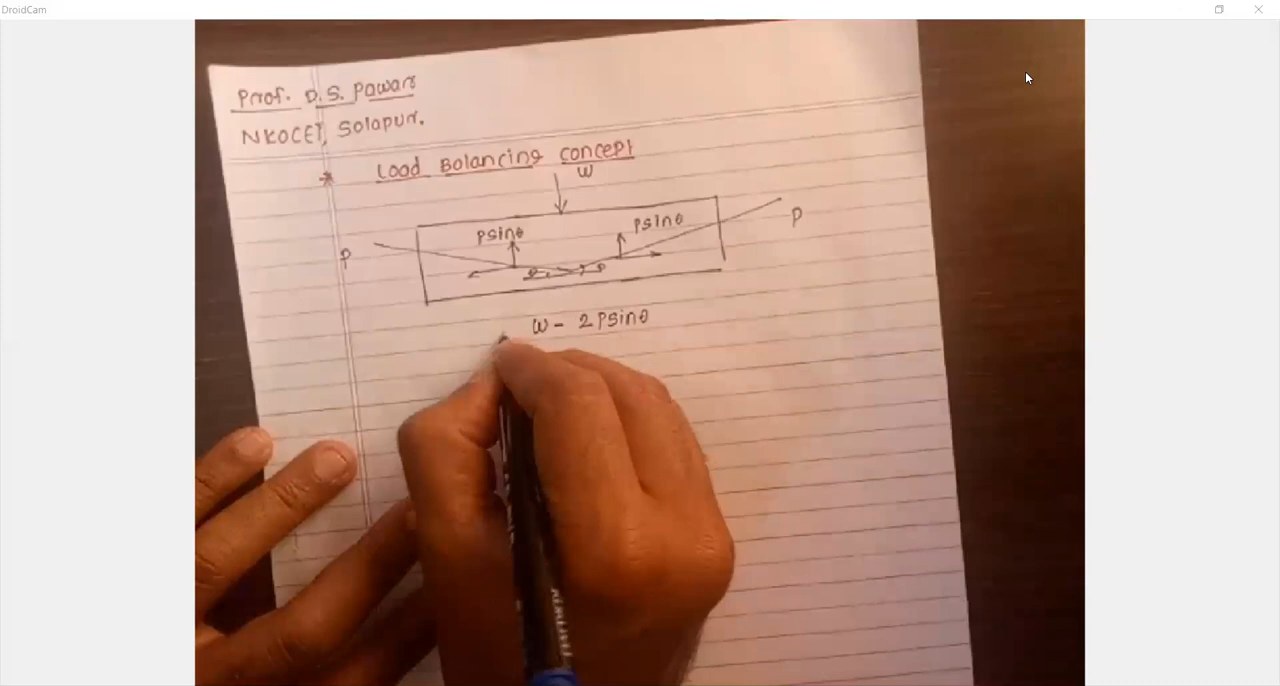 DroidCam
Prof. D.S. Pawar
NKOCET, Solapur.
* Load Balancing Concept
W
Psinθ
Psinθ
P
P
θ
θ
W - 2Psinθ